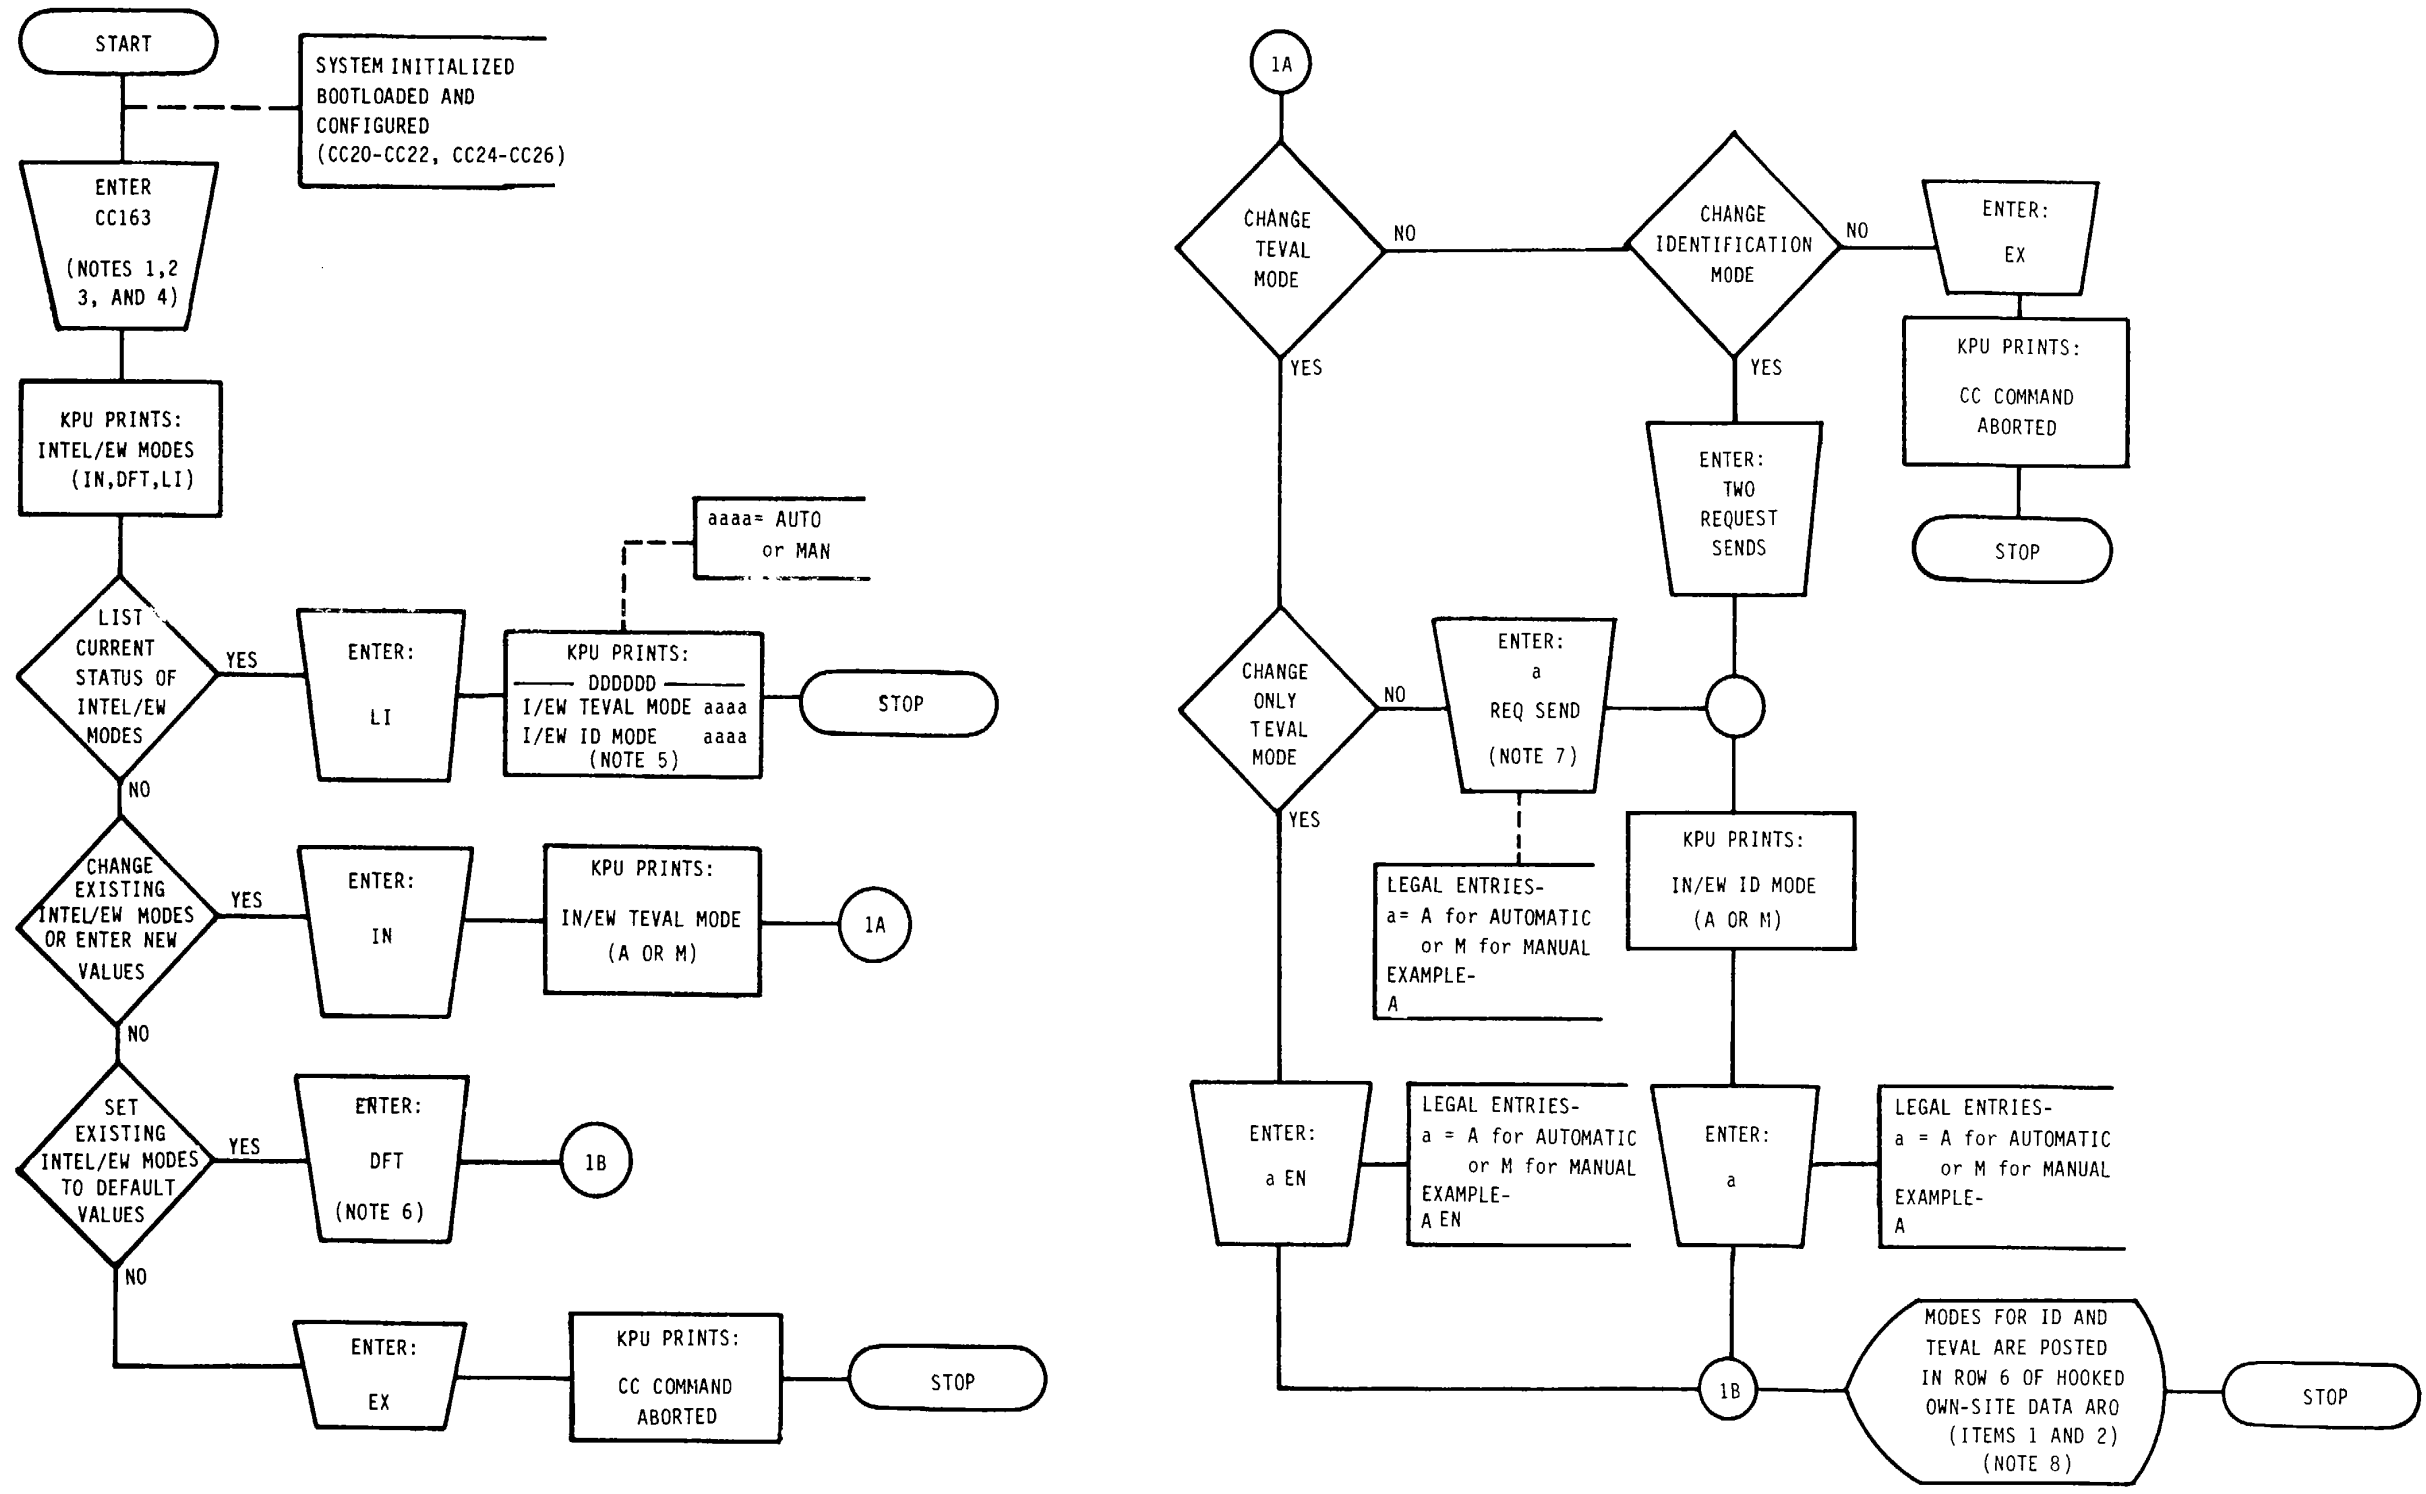 START
SYSTEM INITIALIZED
BOOTLOADED AND
CONFIGURED
(CC20-CC22, CC24-CC26)
ENTER
CC163
(NOTES 1,2
3, AND 4)
KPU PRINTS:
INTEL/EW MODES
(IN,DFT,LI)
LIST
CURRENT
STATUS OF
INTEL/EW
MODES
YES
NO
ENTER:
LI
aaaa= AUTO
or MAN
KPU PRINTS:
DDDDDD
I/EW TEVAL MODE aaaa
I/EW ID MODE aaaa
(NOTE 5)
STOP
CHANGE
EXISTING
INTEL/EW MODES
OR ENTER NEW
VALUES
YES
NO
ENTER:
IN
KPU PRINTS:
IN/EW TEVAL MODE
(A OR M)
1A
SET
EXISTING
INTEL/EW MODES
TO DEFAULT
VALUES
YES
NO
ENTER:
DFT
(NOTE 6)
1B
ENTER:
EX
KPU PRINTS:
CC COMMAND
ABORTED
STOP
1A
CHANGE
TEVAL
MODE
NO
YES
CHANGE
IDENTIFICATION
MODE
NO
YES
ENTER:
EX
KPU PRINTS:
CC COMMAND
ABORTED
STOP
ENTER:
TWO
REQUEST
SENDS
CHANGE
ONLY
TEVAL
MODE
NO
YES
ENTER:
a
REQ SEND
(NOTE 7)
LEGAL ENTRIES-
a= A for AUTOMATIC
or M for MANUAL
EXAMPLE-
A
KPU PRINTS:
IN/EW ID MODE
(A OR M)
ENTER:
a EN
LEGAL ENTRIES-
a = A for AUTOMATIC
or M for MANUAL
EXAMPLE-
A EN
ENTER:
a
LEGAL ENTRIES-
a = A for AUTOMATIC
or M for MANUAL
EXAMPLE-
A
1B
MODES FOR ID AND
TEVAL ARE POSTED
IN ROW 6 OF HOOKED
OWN-SITE DATA ARO
(ITEMS 1 AND 2)
(NOTE 8)
STOP